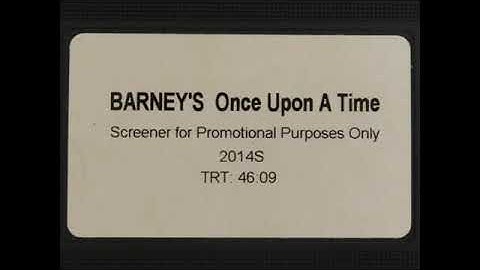 BARNEY'S Once Upon A Time
Screener for Promotional Purposes Only
2014S
TRT: 46:09